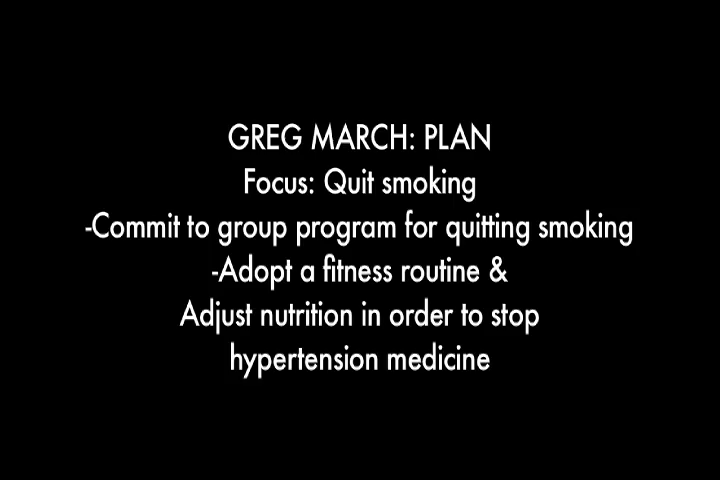 GREG MARCH: PLAN
Focus: Quit smoking
-Commit to group program for quitting smoking
-Adopt a fitness routine &
Adjust nutrition in order to stop
hypertension medicine